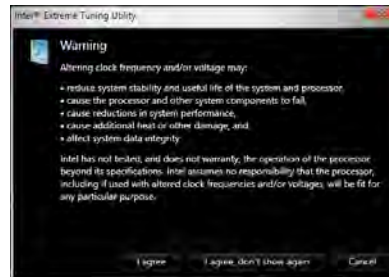 Intel® Extreme Tuning Utility
Warning
Altering clock frequency and/or voltage may:
• reduce system stability and useful life of the system and processor,
• cause the processor and other system components to fail,
• cause reductions in system performance,
• cause additional heat or other damage, and
• affect system data integrity
Intel has not tested, and does not warranty, the operation of the processor
beyond its specifications. Intel assumes no responsibility that the processor,
including if used with altered clock frequencies and/or voltages, will be fit for
any particular purpose.
I agree I agree, don't show again Cancel